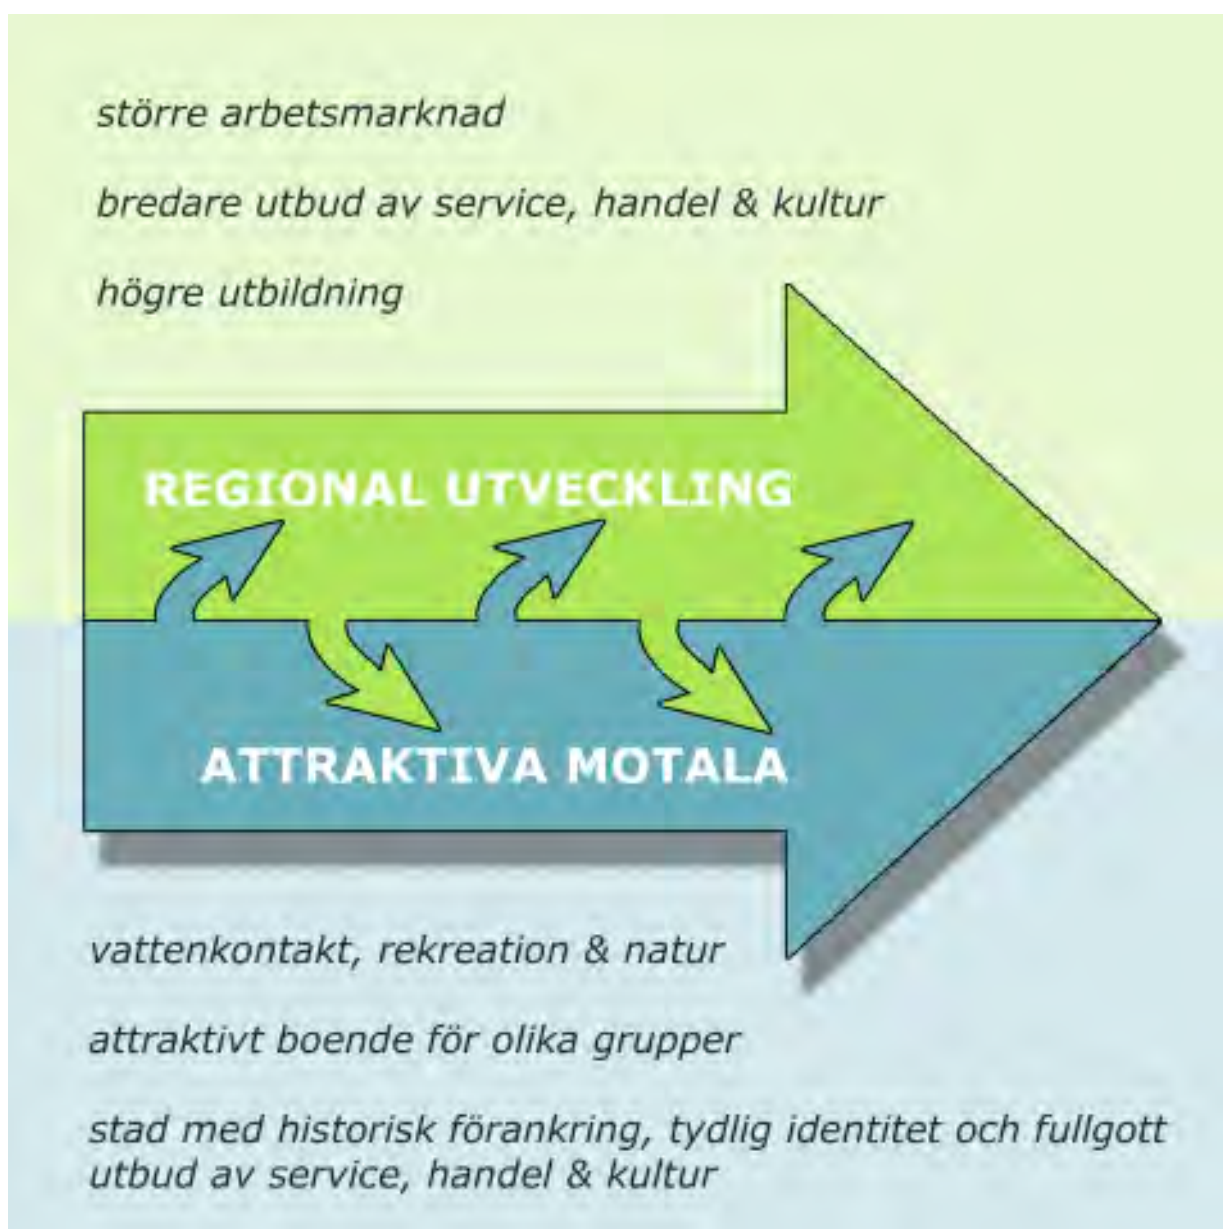 större arbetsmarknad
bredare utbud av service, handel & kultur
högre utbildning
REGIONAL UTVECKLING
ATTRAKTIVA MOTALA
vattenkontakt, rekreation & natur
attraktivt boende för olika grupper
stad med historisk förankring, tydlig identitet och fullgott
utbud av service, handel & kultur